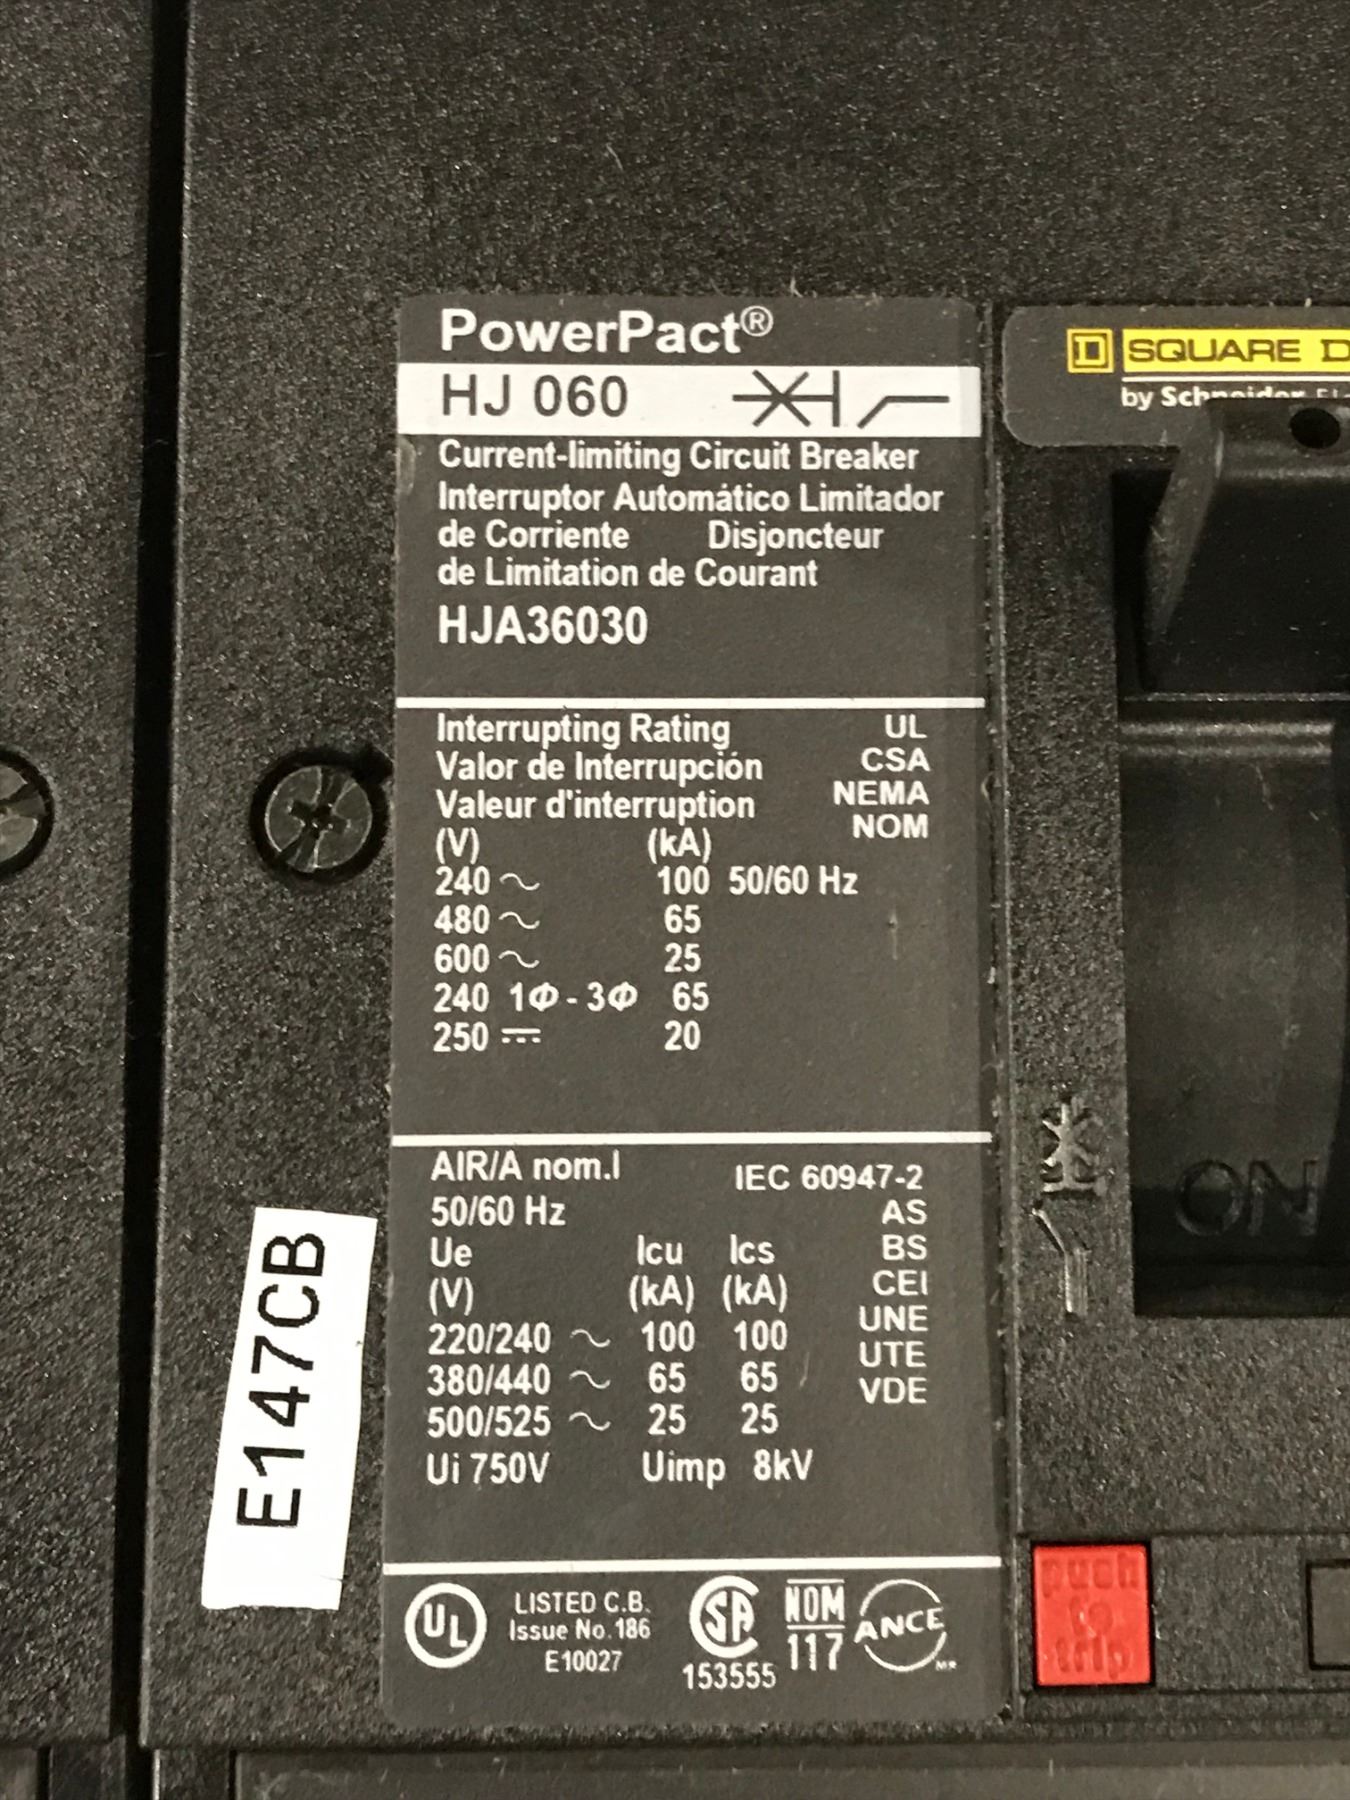 PowerPact®
HJ 060
Current-limiting Circuit Breaker
Interruptor Automático Limitador
de Corriente Disjoncteur
de Limitation de Courant
HJA36030
Interrupting Rating UL
Valor de Interrupción CSA
Valeur d'interruption NEMA
NOM
(V) (kA)
240 ~ 100 50/60 Hz
480 ~ 65
600 ~ 25
240 1Φ - 3Φ 65
250 ⎓ 20
AIR/A nom.I IEC 60947-2
50/60 Hz AS
Ue Icu Ics BS
(V) (kA) (kA) CEI
UNE
220/240 ~ 100 100 UTE
380/440 ~ 65 65 VDE
500/525 ~ 25 25
Ui 750V Uimp 8kV
UL LISTED C.B.
Issue No.186
E10027
SA
153555
NOM
117
ANCE
MR
E147CB
D SQUARE D
by Schneider
ON
push
to
trip